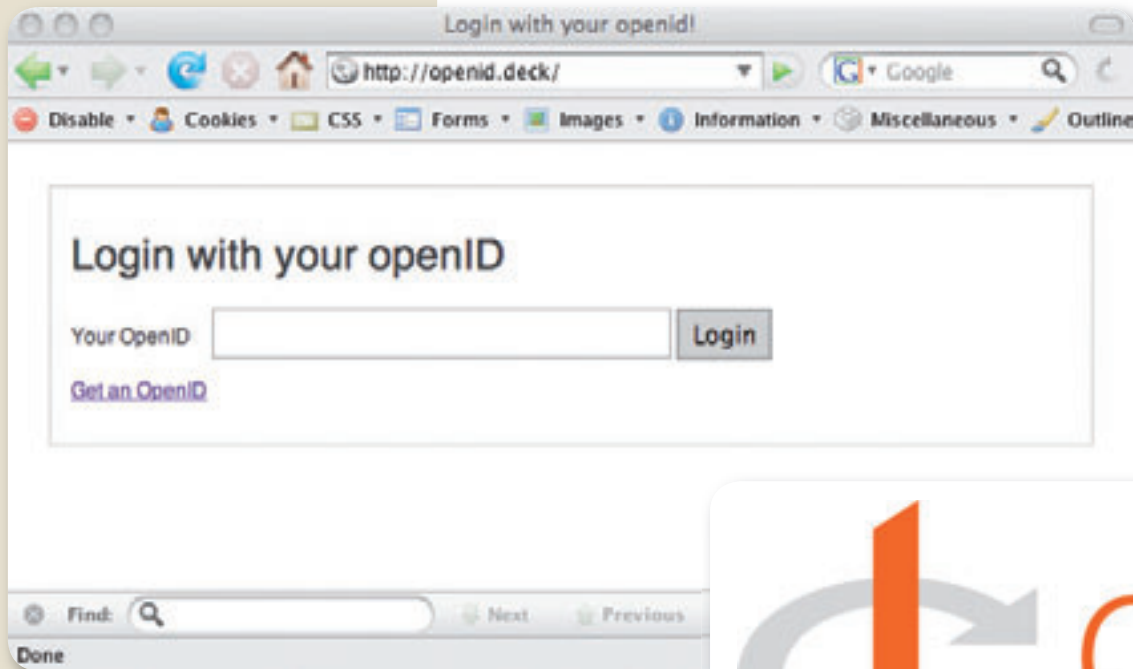 Login with your openid!
http://openid.deck/
Google
Disable Cookies CSS Forms Images Information Miscellaneous Outline
Login with your openID
Your OpenID
Login
Get an OpenID
Find: Next Previous
Done